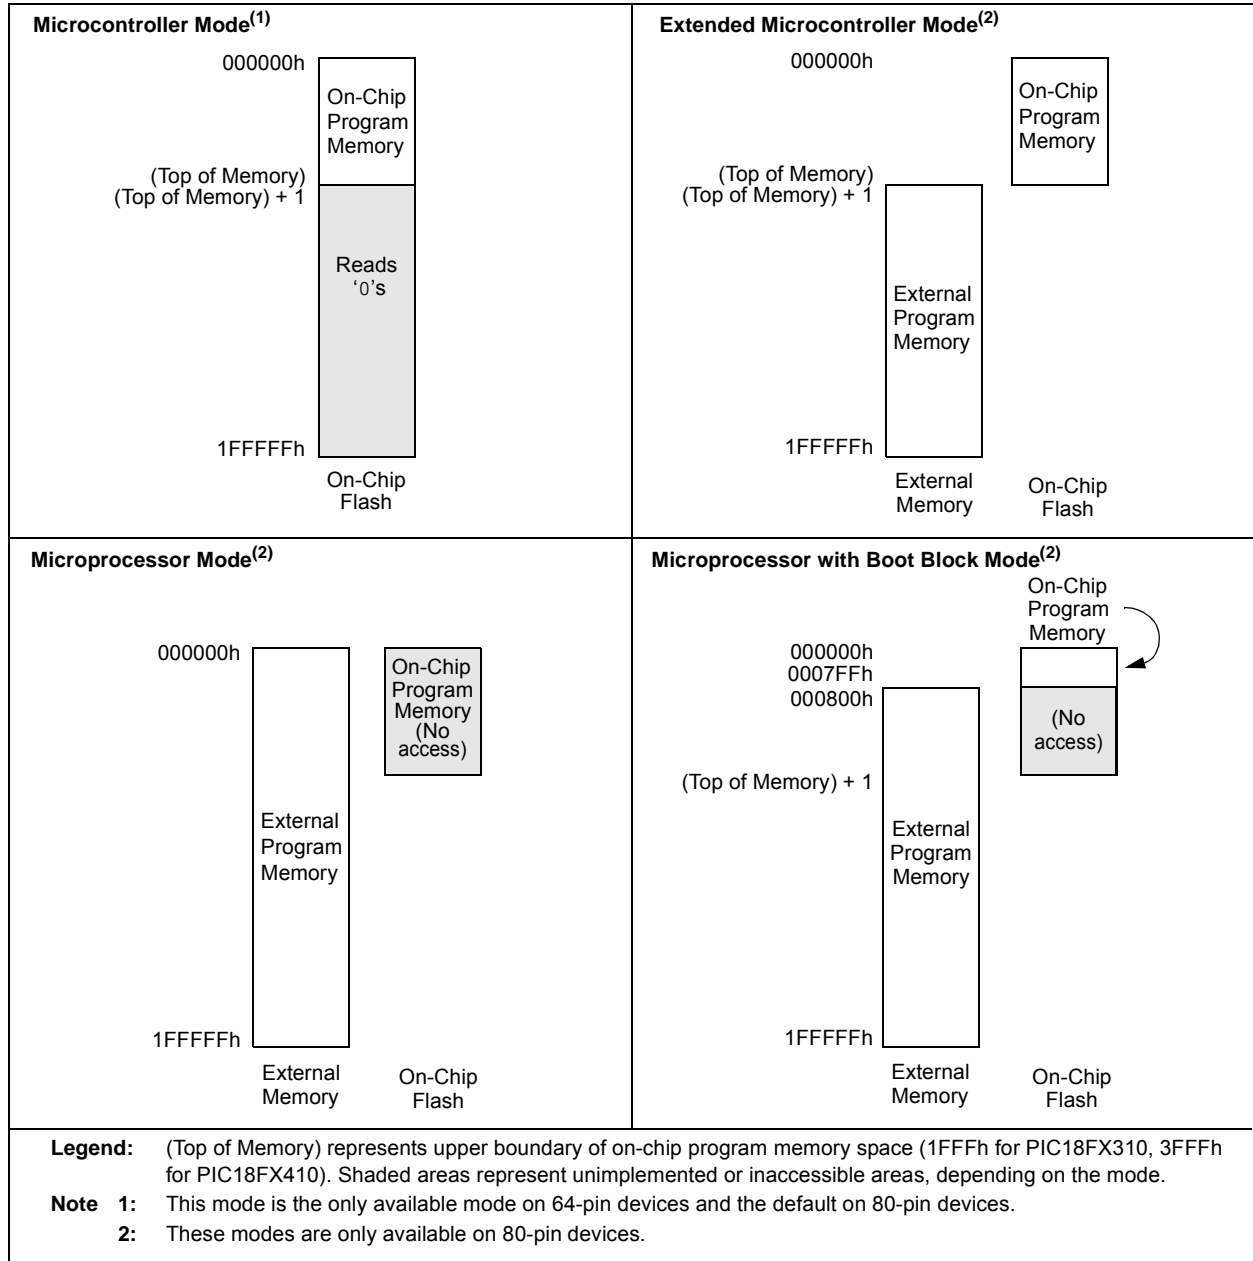 Microcontroller Mode(1)
000000h
On-Chip
Program
Memory
(Top of Memory)
(Top of Memory) + 1
Reads
‘0’s
1FFFFFh
On-Chip
Flash
Extended Microcontroller Mode(2)
000000h
On-Chip
Program
Memory
(Top of Memory)
(Top of Memory) + 1
External
Program
Memory
1FFFFFh
External
Memory
On-Chip
Flash
Microprocessor Mode(2)
000000h
On-Chip
Program
Memory
(No
access)
External
Program
Memory
1FFFFFh
External
Memory
On-Chip
Flash
Microprocessor with Boot Block Mode(2)
On-Chip
Program
Memory
000000h
0007FFh
000800h
(No
access)
(Top of Memory) + 1
External
Program
Memory
1FFFFFh
External
Memory
On-Chip
Flash
Legend: (Top of Memory) represents upper boundary of on-chip program memory space (1FFFh for PIC18FX310, 3FFFh
for PIC18FX410). Shaded areas represent unimplemented or inaccessible areas, depending on the mode.
Note 1: This mode is the only available mode on 64-pin devices and the default on 80-pin devices.
2: These modes are only available on 80-pin devices.